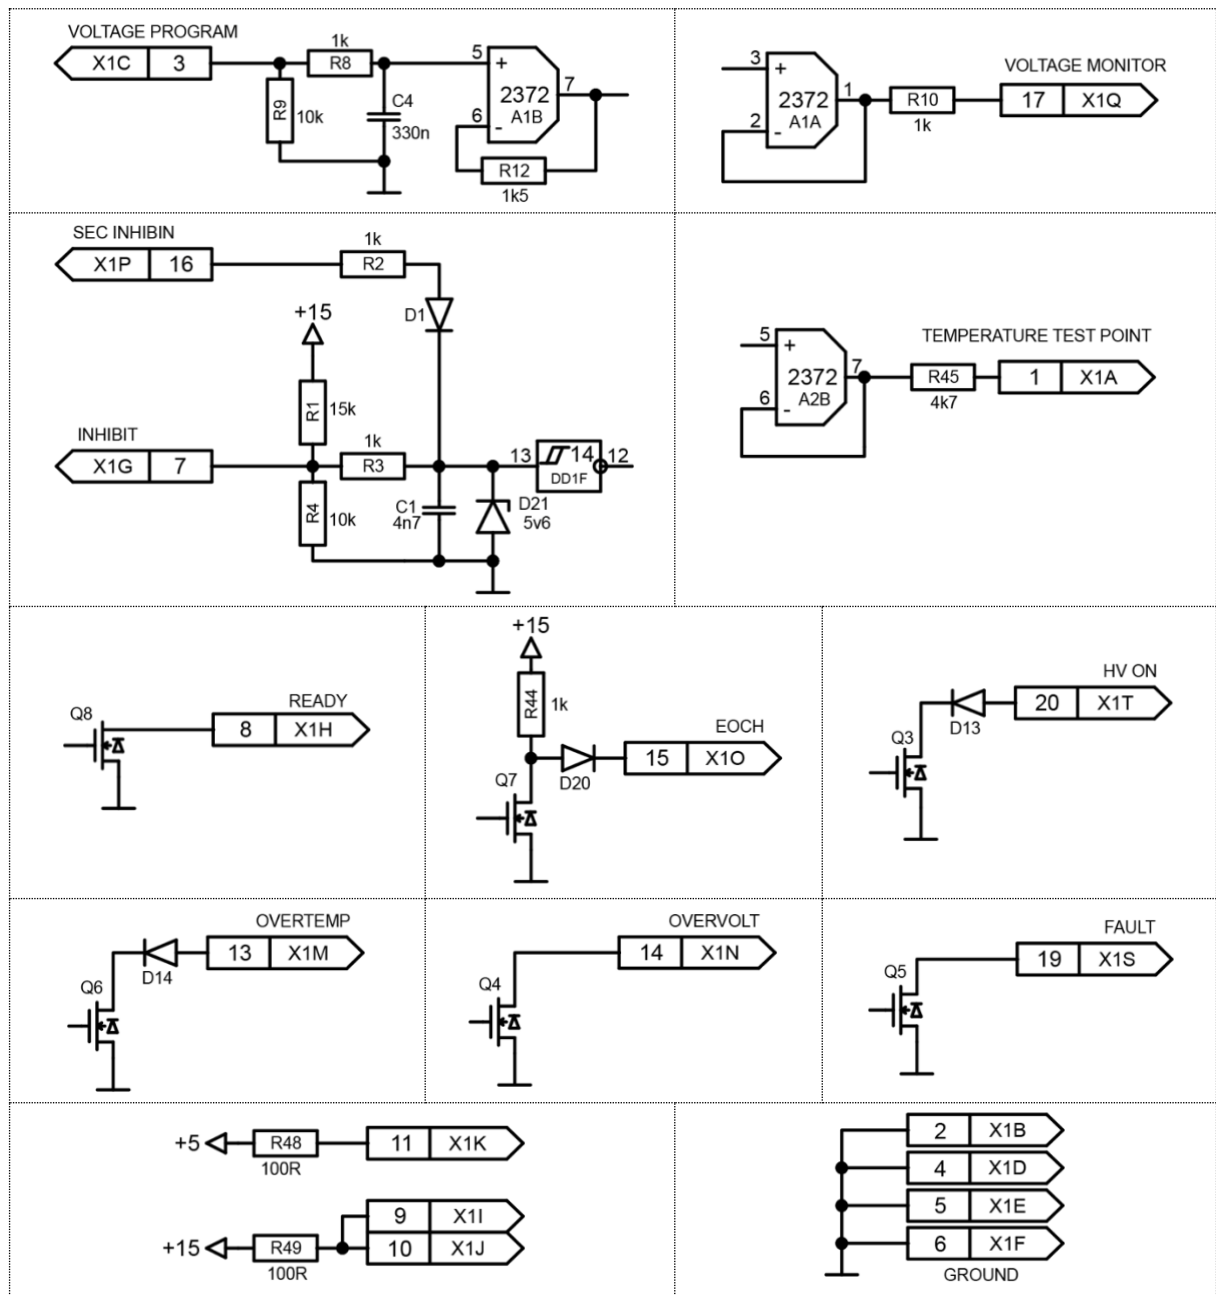 VOLTAGE PROGRAM
X1C 3
1k
R8
R9
10k
C4
330n
5
+
2372
A1B
7
6
-
R12
1k5
3
+
2372
A1A
1
2
-
R10
1k
VOLTAGE MONITOR
17 X1Q
SEC INHIBIN
X1P 16
1k
R2
D1
+15
R1
15k
INHIBIT
X1G 7
1k
R3
R4
10k
C1
4n7
D21
5v6
13
14
12
DD1F
5
+
2372
A2B
7
6
-
R45
4k7
TEMPERATURE TEST POINT
1 X1A
Q8
READY
8 X1H
+15
R44
1k
Q7
D20
EOCH
15 X1O
Q3
D13
HV ON
20 X1T
Q6
D14
OVERTEMP
13 X1M
Q4
OVERVOLT
14 X1N
Q5
FAULT
19 X1S
+5
R48
100R
11 X1K
+15
R49
100R
9 X1I
10 X1J
2 X1B
4 X1D
5 X1E
6 X1F
GROUND